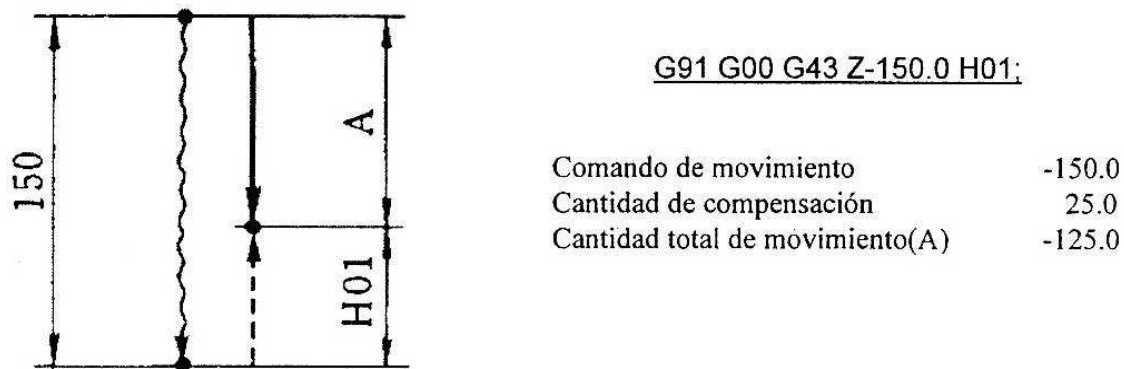 150
A
H01
G91 G00 G43 Z-150.0 H01;
Comando de movimiento -150.0
Cantidad de compensación 25.0
Cantidad total de movimiento(A) -125.0